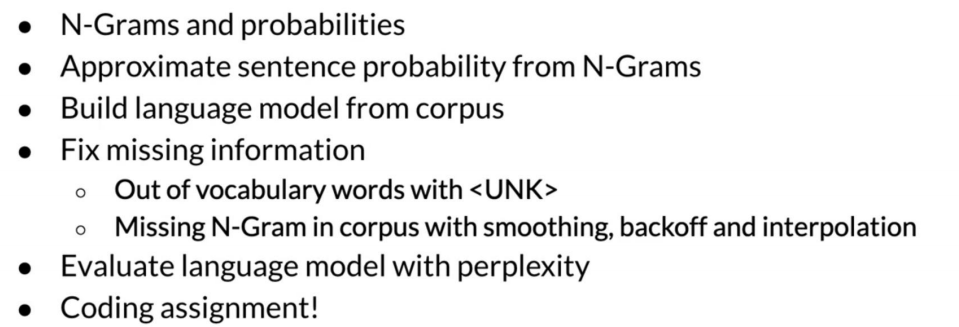 ● N-Grams and probabilities
● Approximate sentence probability from N-Grams
● Build language model from corpus
● Fix missing information
○ Out of vocabulary words with <UNK>
○ Missing N-Gram in corpus with smoothing, backoff and interpolation
● Evaluate language model with perplexity
● Coding assignment!